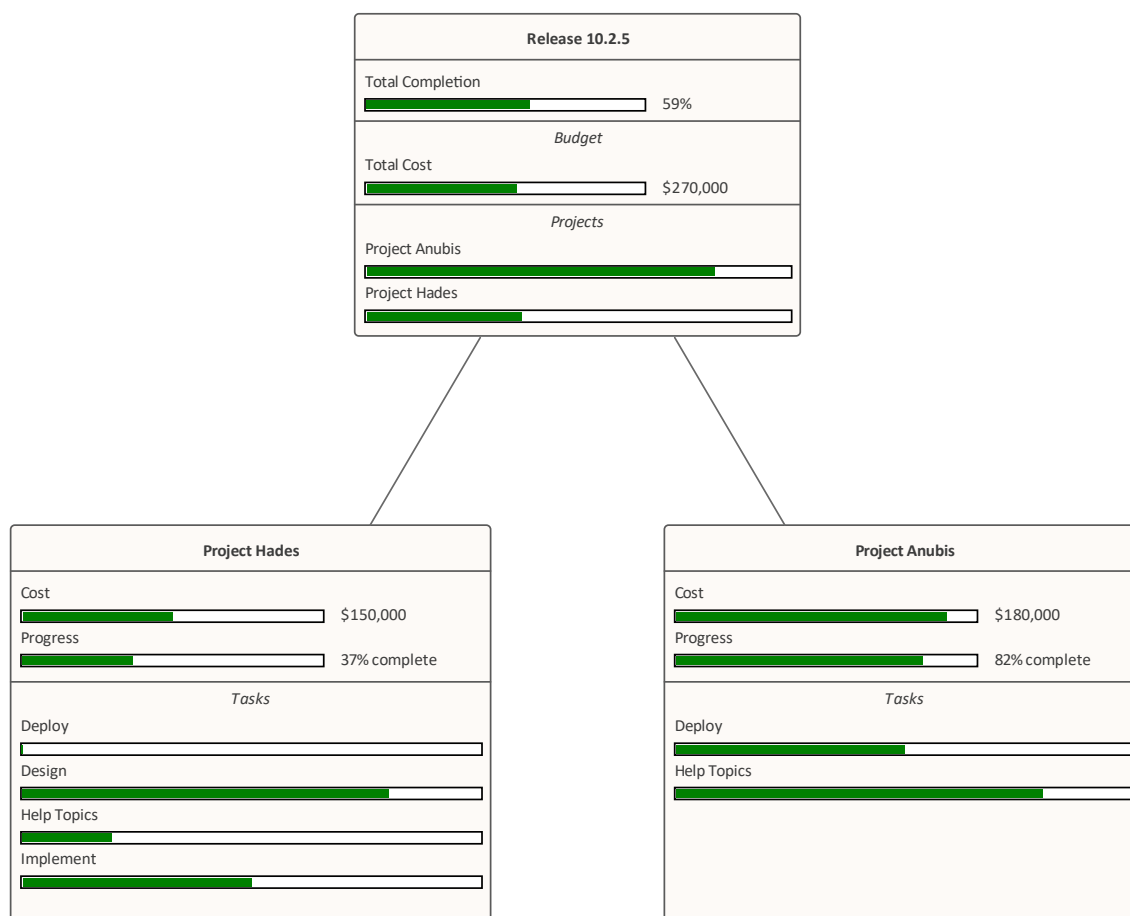 Release 10.2.5
Total Completion
59%
Budget
Total Cost
$270,000
Projects
Project Anubis
Project Hades
Project Hades
Cost
$150,000
Progress
37% complete
Tasks
Deploy
Design
Help Topics
Implement
Project Anubis
Cost
$180,000
Progress
82% complete
Tasks
Deploy
Help Topics